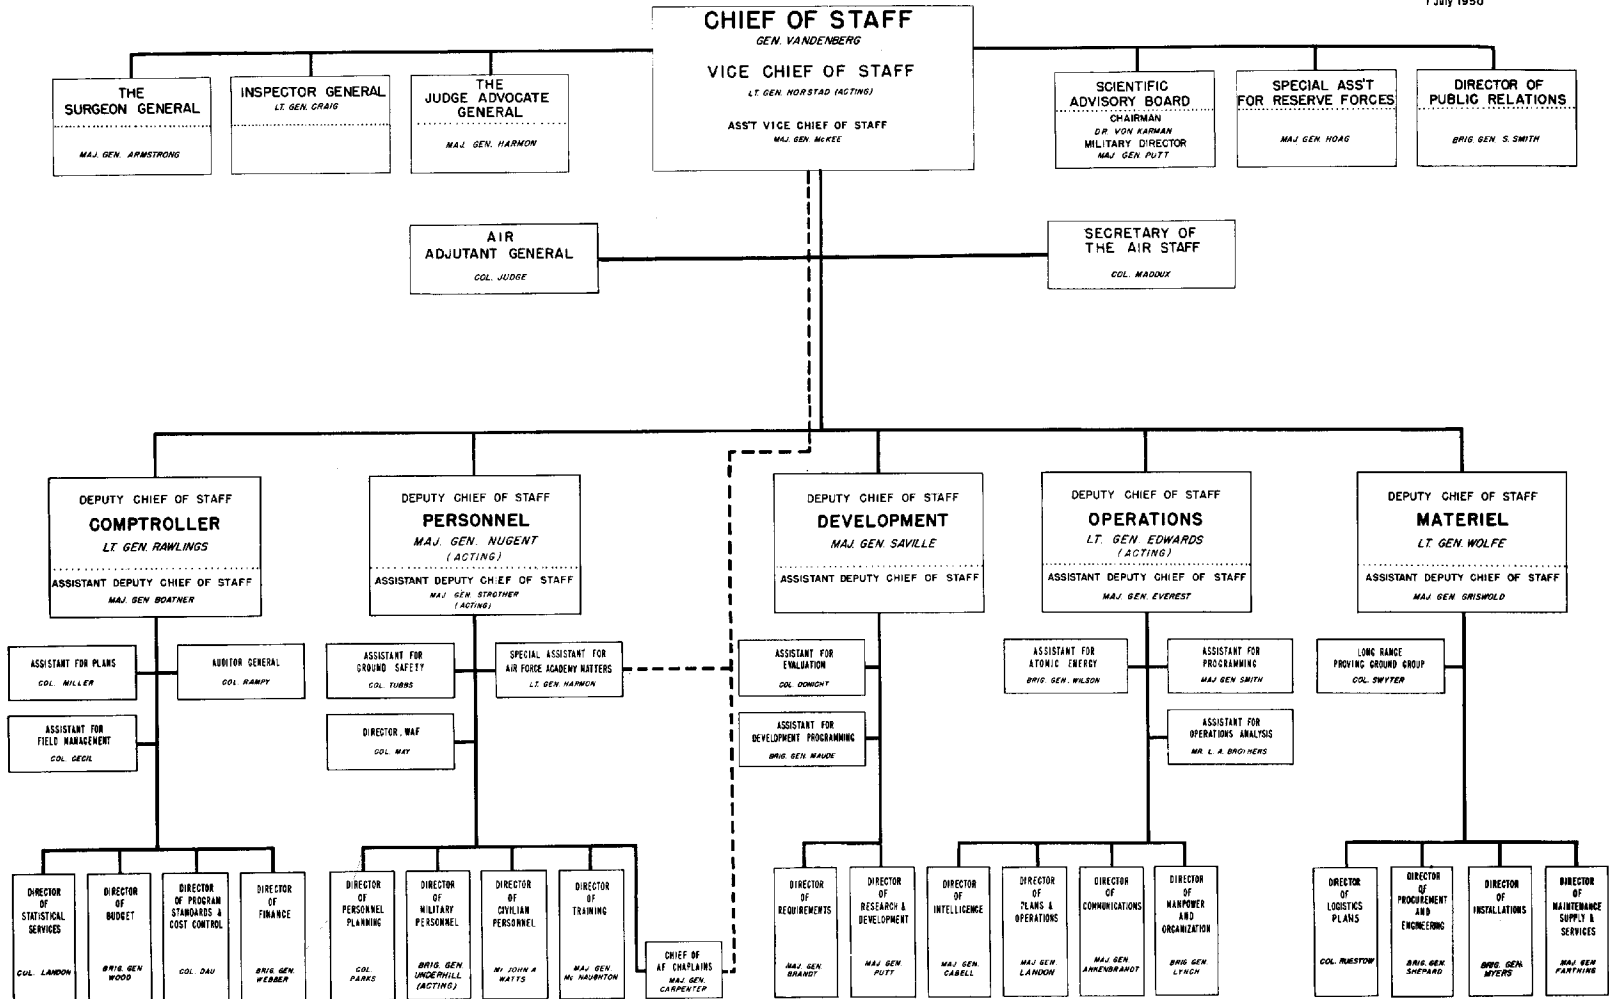 1 July 1950
CHIEF OF STAFF
GEN. VANDENBERG
VICE CHIEF OF STAFF
LT. GEN. NORSTAD (ACTING)
ASS'T VICE CHIEF OF STAFF
MAJ. GEN. McKEE
THE
SURGEON GENERAL
MAJ. GEN. ARMSTRONG
INSPECTOR GENERAL
LT. GEN. CRAIG
THE
JUDGE ADVOCATE
GENERAL
MAJ. GEN. HARMON
SCIENTIFIC
ADVISORY BOARD
CHAIRMAN
DR. VON KARMAN
MILITARY DIRECTOR
MAJ. GEN. PUTT
SPECIAL ASS'T
FOR RESERVE FORCES
MAJ. GEN. HOAG
DIRECTOR OF
PUBLIC RELATIONS
BRIG. GEN. S. SMITH
AIR
ADJUTANT GENERAL
COL. JUDGE
SECRETARY OF
THE AIR STAFF
COL. MADDUX
DEPUTY CHIEF OF STAFF
COMPTROLLER
LT. GEN. RAWLINGS
ASSISTANT DEPUTY CHIEF OF STAFF
MAJ. GEN BOATNER
DEPUTY CHIEF OF STAFF
PERSONNEL
MAJ. GEN. NUGENT
(ACTING)
ASSISTANT DEPUTY CHIEF OF STAFF
MAJ. GEN. STROTHER
(ACTING)
DEPUTY CHIEF OF STAFF
DEVELOPMENT
MAJ. GEN. SAVILLE
ASSISTANT DEPUTY CHIEF OF STAFF
DEPUTY CHIEF OF STAFF
OPERATIONS
LT. GEN. EDWARDS
(ACTING)
ASSISTANT DEPUTY CHIEF OF STAFF
MAJ. GEN. EVEREST
DEPUTY CHIEF OF STAFF
MATERIEL
LT. GEN. WOLFE
ASSISTANT DEPUTY CHIEF OF STAFF
MAJ. GEN GRISWOLD
ASSISTANT FOR PLANS
COL. MILLER
AUDITOR GENERAL
COL. RAMPY
ASSISTANT FOR
FIELD MANAGEMENT
COL. CECIL
ASSISTANT FOR
GROUND SAFETY
COL. TUBBS
SPECIAL ASSISTANT FOR
AIR FORCE ACADEMY MATTERS
LT. GEN. HARMON
DIRECTOR, WAF
COL. MAY
ASSISTANT FOR
EVALUATION
COL. DONICHT
ASSISTANT FOR
DEVELOPMENT PROGRAMMING
BRIG. GEN. MAUDE
ASSISTANT FOR
ATOMIC ENERGY
BRIG. GEN. WILSON
ASSISTANT FOR
PROGRAMMING
MAJ GEN SMITH
ASSISTANT FOR
OPERATIONS ANALYSIS
MR. L. A. BROTHERS
LONG RANGE
PROVING GROUND GROUP
COL. SWYTER
DIRECTOR
OF
STATISTICAL
SERVICES
COL. LANDON
DIRECTOR
OF
BUDGET
BRIG. GEN
WOOD
DIRECTOR
OF PROGRAM
STANDARDS &
COST CONTROL
COL. DAU
DIRECTOR
OF
FINANCE
BRIG. GEN.
WEBBER
DIRECTOR
OF
PERSONNEL
PLANNING
COL.
PARKS
DIRECTOR
OF
MILITARY
PERSONNEL
BRIG. GEN.
UNDERHILL
(ACTING)
DIRECTOR
OF
CIVILIAN
PERSONNEL
Mr JOHN A
WATTS
DIRECTOR
OF
TRAINING
MAJ. GEN.
Mc NAUGHTON
CHIEF OF
AF CHAPLAINS
MAJ. GEN.
CARPENTER
DIRECTOR
OF
REQUIREMENTS
MAJ. GEN.
BRANDT
DIRECTOR
OF
RESEARCH &
DEVELOPMENT
MAJ. GEN.
PUTT
DIRECTOR
OF
INTELLIGENCE
MAJ. GEN.
CABELL
DIRECTOR
OF
PLANS &
OPERATIONS
MAJ. GEN.
LANDON
DIRECTOR
OF
COMMUNICATIONS
MAJ. GEN.
ANKENBRANDT
DIRECTOR
OF
MANPOWER
AND
ORGANIZATION
BRIG GEN.
LYNCH
DIRECTOR
OF
LOGISTICS
PLANS
COL. RUESTOW
DIRECTOR
OF
PROCUREMENT
AND
ENGINEERING
BRIG. GEN.
SHEPARD
DIRECTOR
OF
INSTALLATIONS
BRIG. GEN.
MYERS
DIRECTOR
OF
MAINTENANCE
SUPPLY &
SERVICES
MAJ. GEN
FARTHING